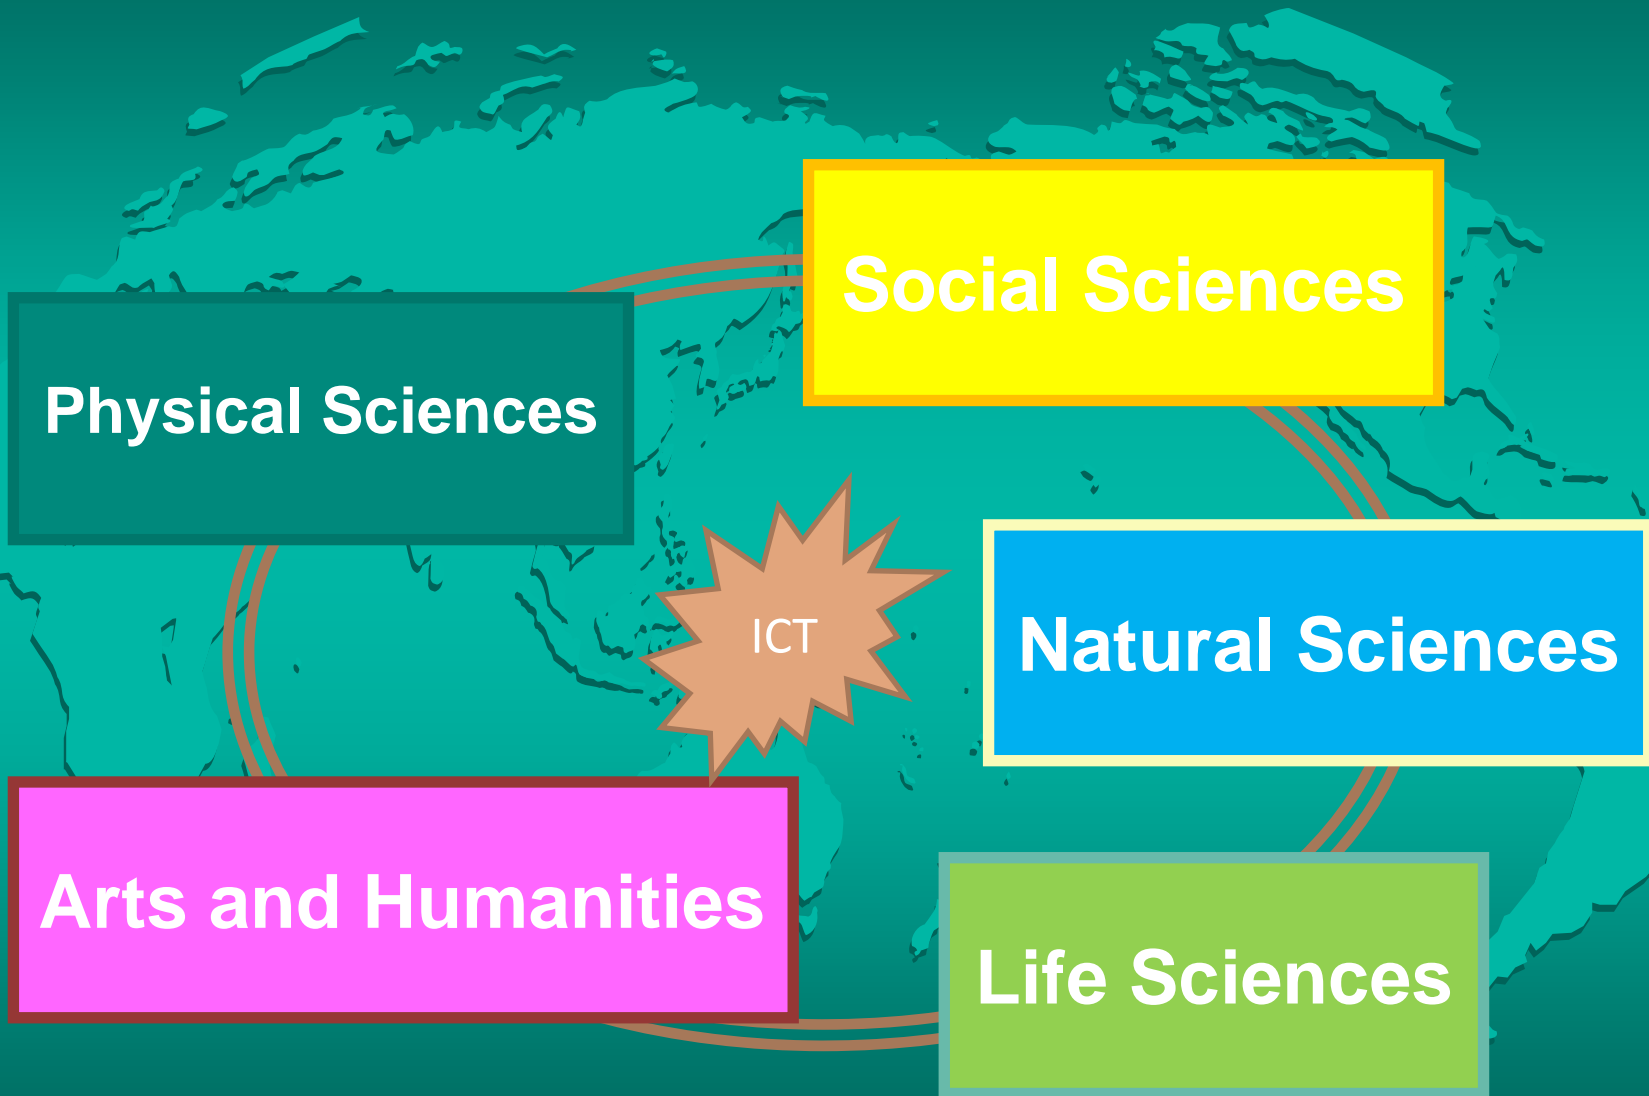 Social Sciences
Physical Sciences
ICT
Natural Sciences
Arts and Humanities
Life Sciences